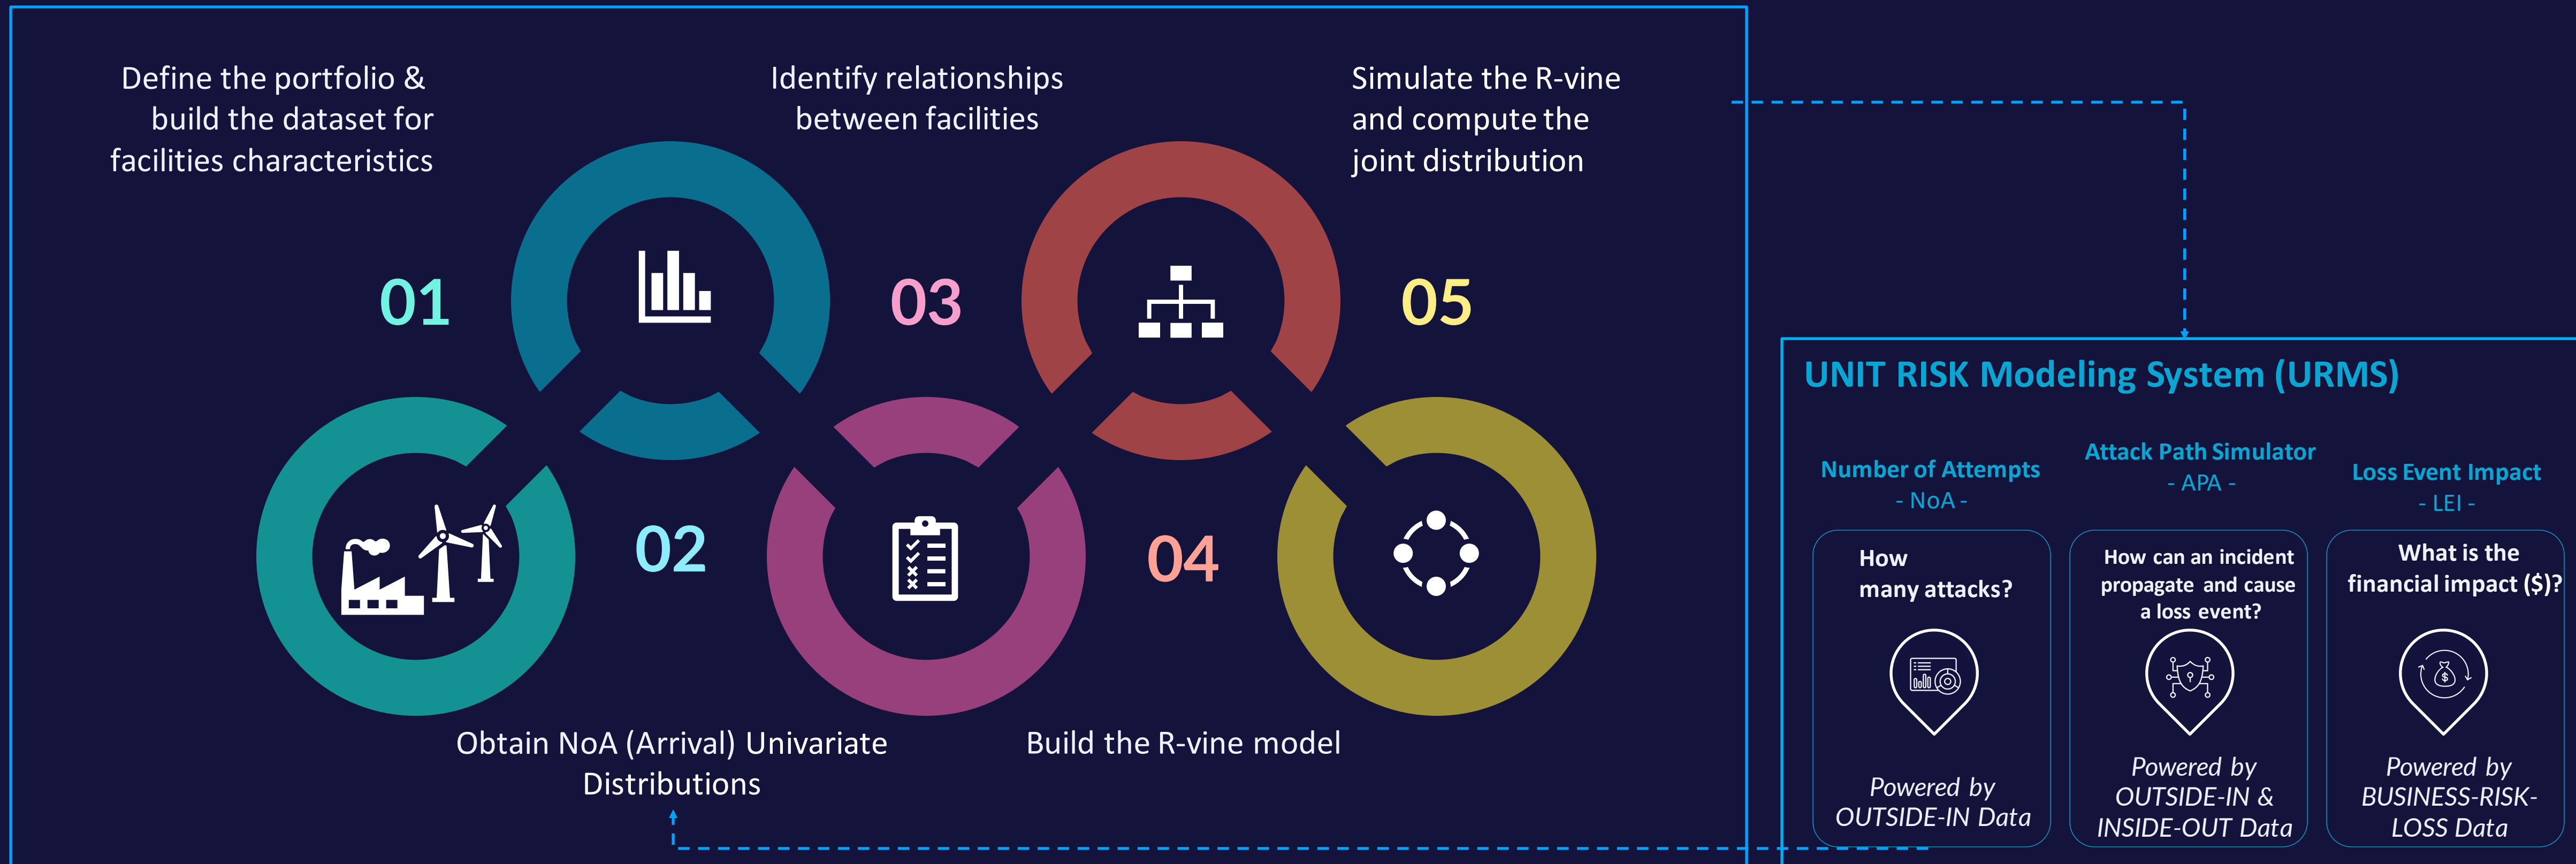 Define the portfolio &
build the dataset for
facilities characteristics
Identify relationships
between facilities
Simulate the R-vine
and compute the
joint distribution
01
03
05
02
04
Obtain NoA (Arrival) Univariate
Distributions
Build the R-vine model
UNIT RISK Modeling System (URMS)
Number of Attempts
- NoA -
How
many attacks?
Powered by
OUTSIDE-IN Data
Attack Path Simulator
- APA -
How can an incident
propagate and cause
a loss event?
Powered by
OUTSIDE-IN &
INSIDE-OUT Data
Loss Event Impact
- LEI -
What is the
financial impact ($)?
$
Powered by
BUSINESS-RISK-
LOSS Data